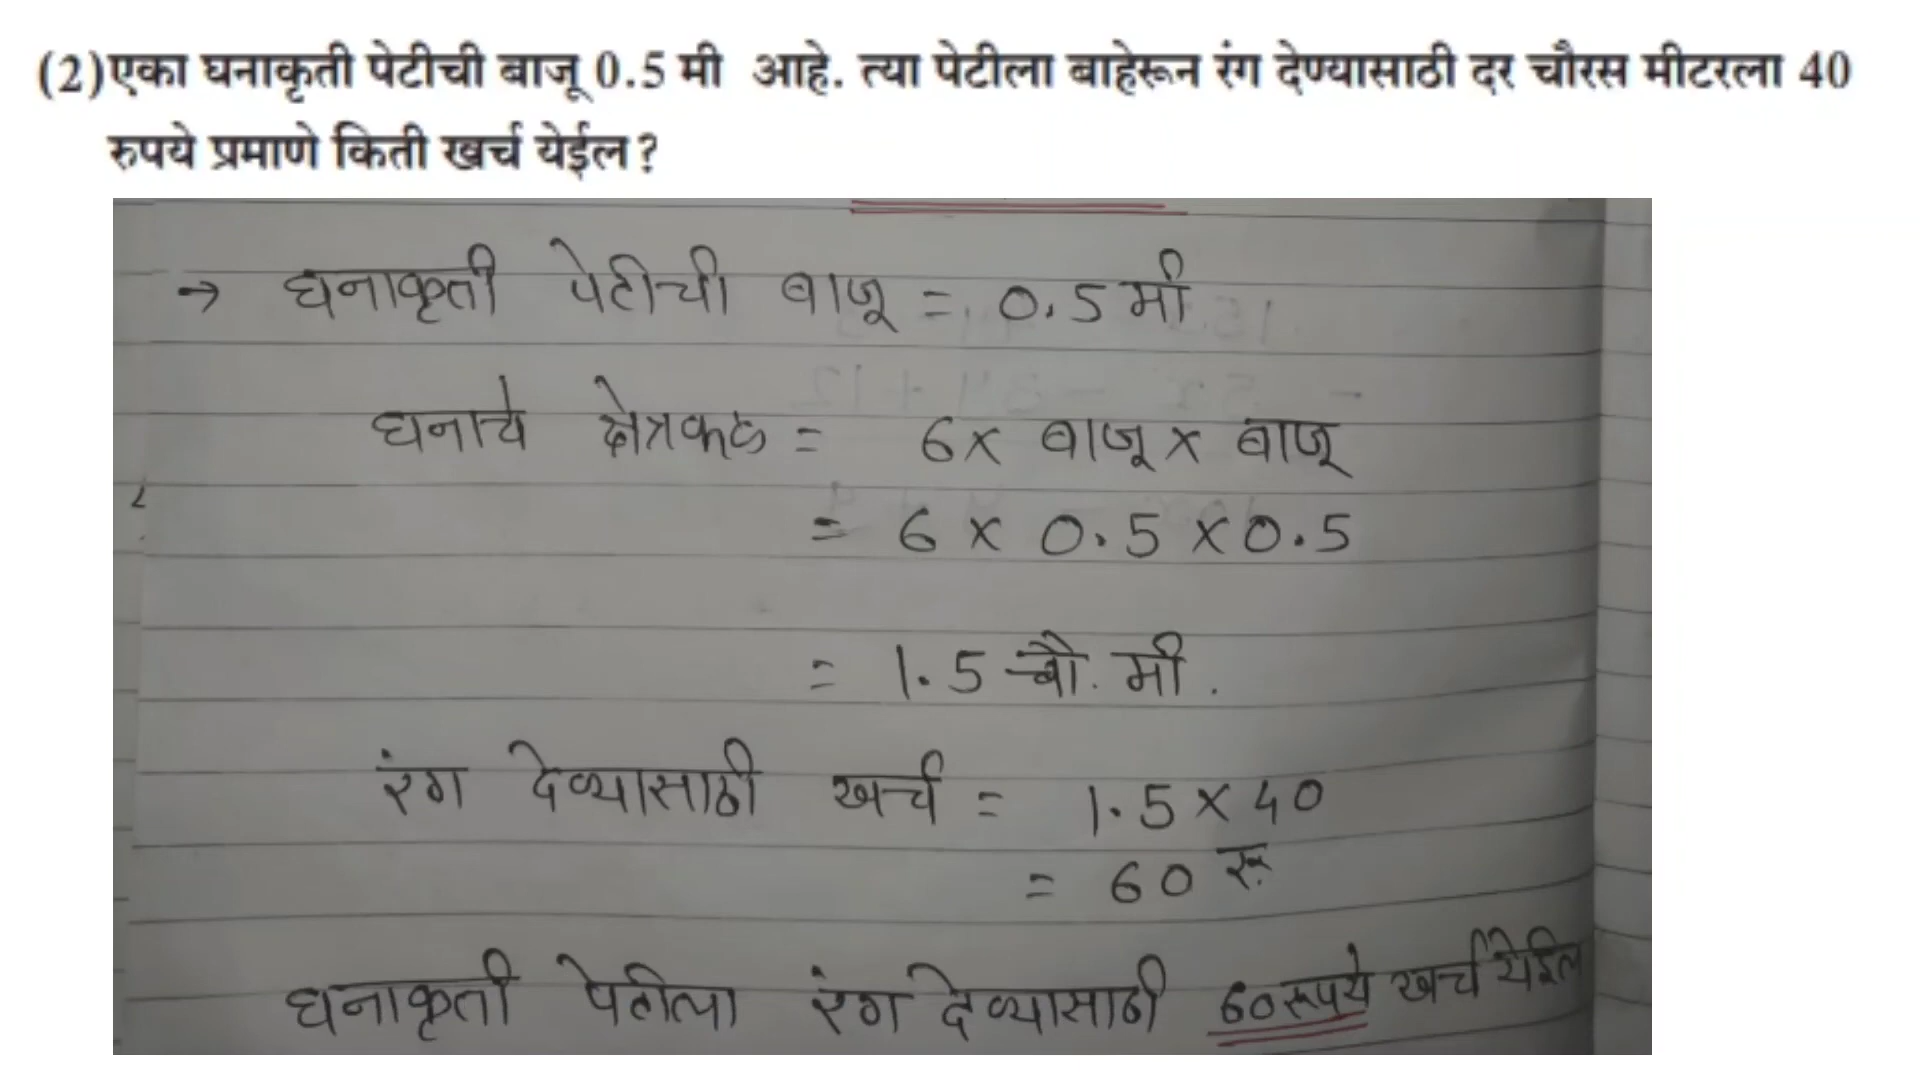 (2) एका घनाकृती पेटीची बाजू 0.5 मी आहे. त्या पेटीला बाहेरून रंग देण्यासाठी दर चौरस मीटरला 40
रुपये प्रमाणे किती खर्च येईल?
→ घनाकृती पेटीची बाजू = 0.5 मी
घनाचे क्षेत्रफळ = 6 × बाजू × बाजू
= 6 × 0.5 × 0.5
= 1.5 चौ. मी.
रंग देण्यासाठी खर्च = 1.5 × 40
= 60 रु.
घनाकृती पेटीला रंग देण्यासाठी 60 रूपये खर्च येईल